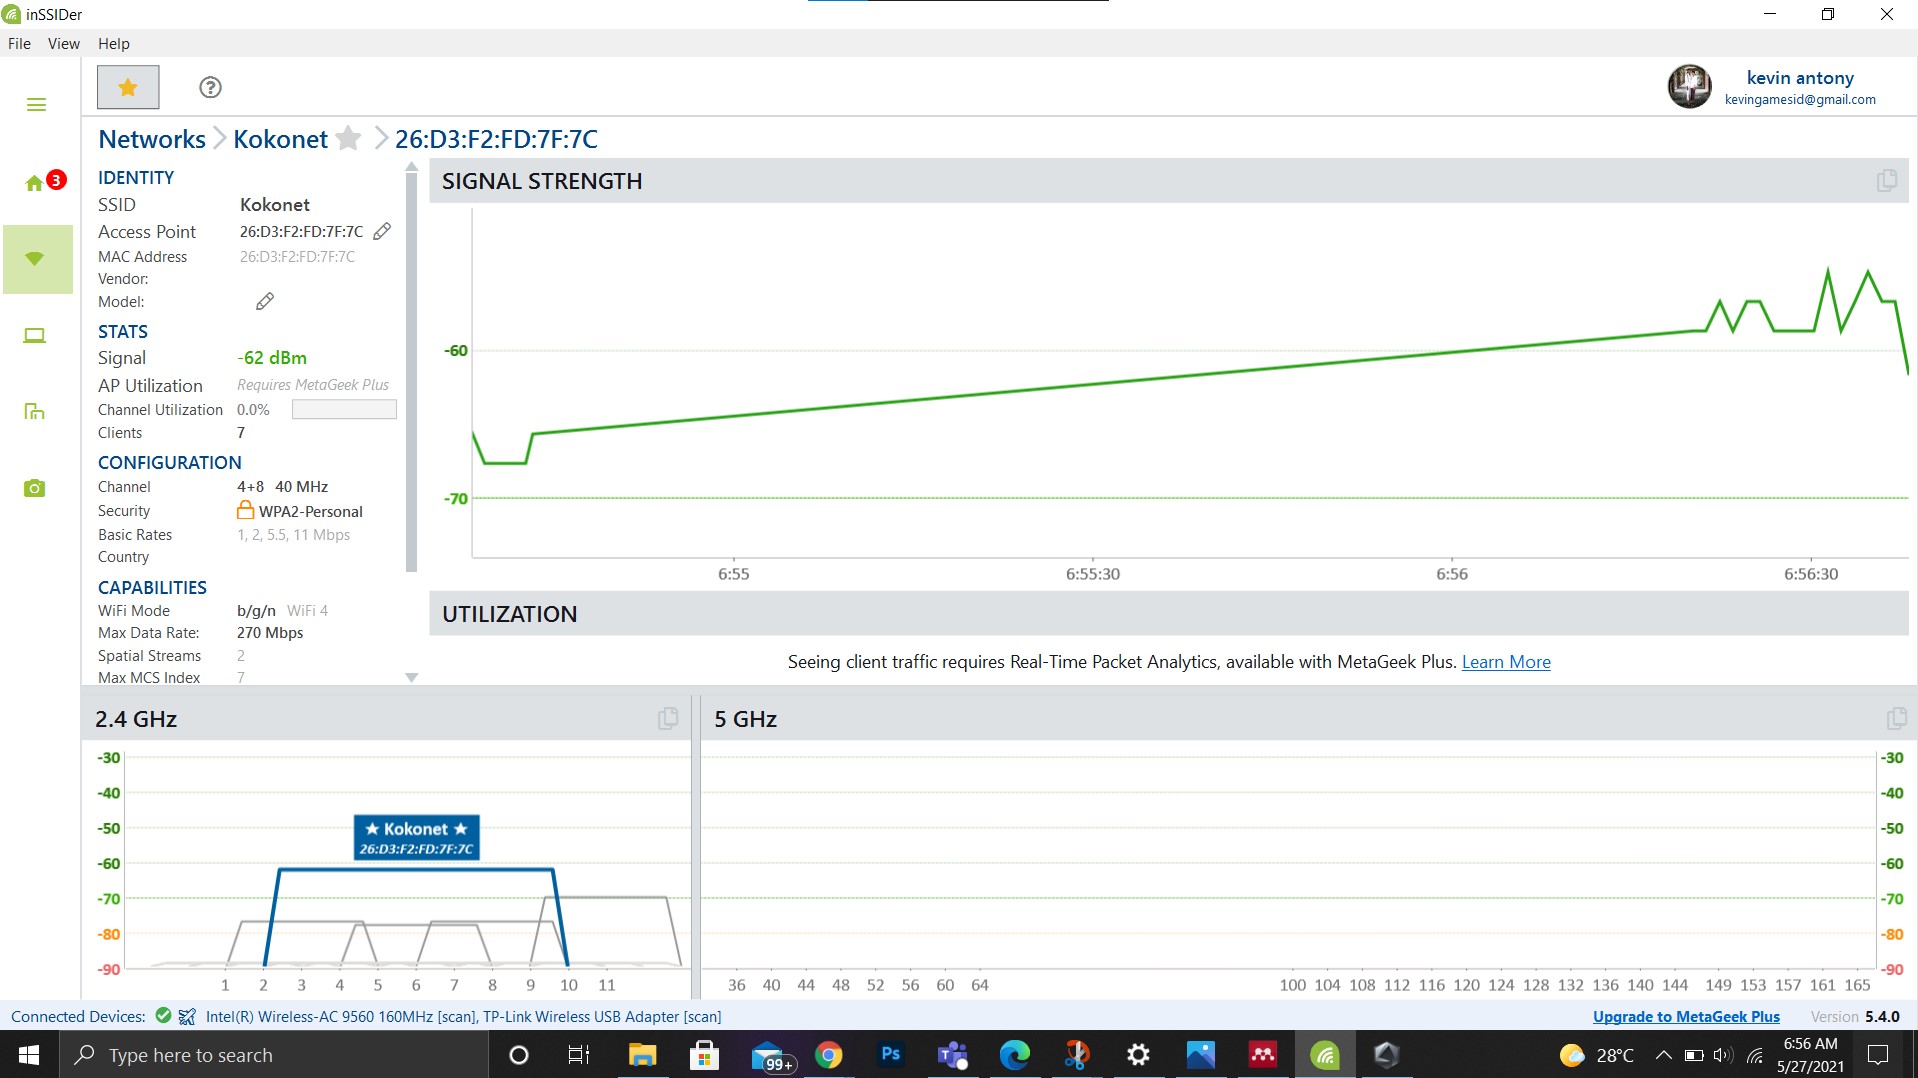 inSSIDer
File View Help
kevin antony
kevingamesid@gmail.com
Networks Kokonet 26:D3:F2:FD:7F:7C
3
IDENTITY
SSID Kokonet
Access Point 26:D3:F2:FD:7F:7C
MAC Address 26:D3:F2:FD:7F:7C
Vendor:
Model:
STATS
Signal -62 dBm
AP Utilization Requires MetaGeek Plus
Channel Utilization 0.0%
Clients 7
CONFIGURATION
Channel 4+8 40 MHz
Security WPA2-Personal
Basic Rates 1, 2, 5.5, 11 Mbps
Country
CAPABILITIES
WiFi Mode b/g/n WiFi 4
Max Data Rate: 270 Mbps
Spatial Streams 2
Max MCS Index 7
SIGNAL STRENGTH
-60
-70
6:55 6:55:30 6:56 6:56:30
UTILIZATION
Seeing client traffic requires Real-Time Packet Analytics, available with MetaGeek Plus. Learn More
2.4 GHz
-30
-40
-50
-60
-70
-80
-90
★ Kokonet ★
26:D3:F2:FD:7F:7C
1 2 3 4 5 6 7 8 9 10 11
5 GHz
-30
-40
-50
-60
-70
-80
-90
36 40 44 48 52 56 60 64 100 104 108 112 116 120 124 128 132 136 140 144 149 153 157 161 165
Connected Devices: Intel(R) Wireless-AC 9560 160MHz [scan], TP-Link Wireless USB Adapter [scan]
Upgrade to MetaGeek Plus Version 5.4.0
Type here to search
99+
Ps
28°C
6:56 AM
5/27/2021